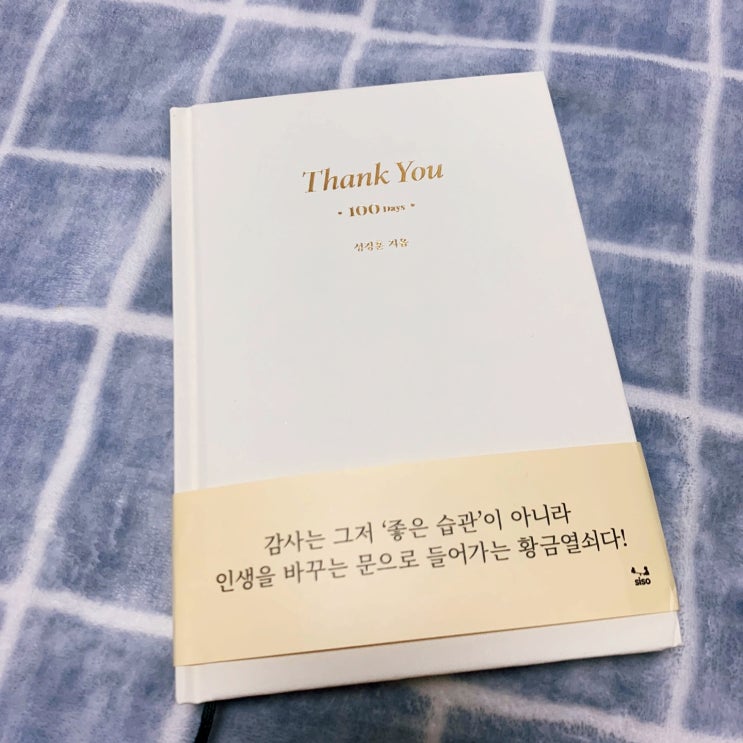 Thank You
100 Days
지음
감사는 그저 ‘좋은 습관’이 아니라
인생을 바꾸는 문으로 들어가는 황금열쇠다!
siso